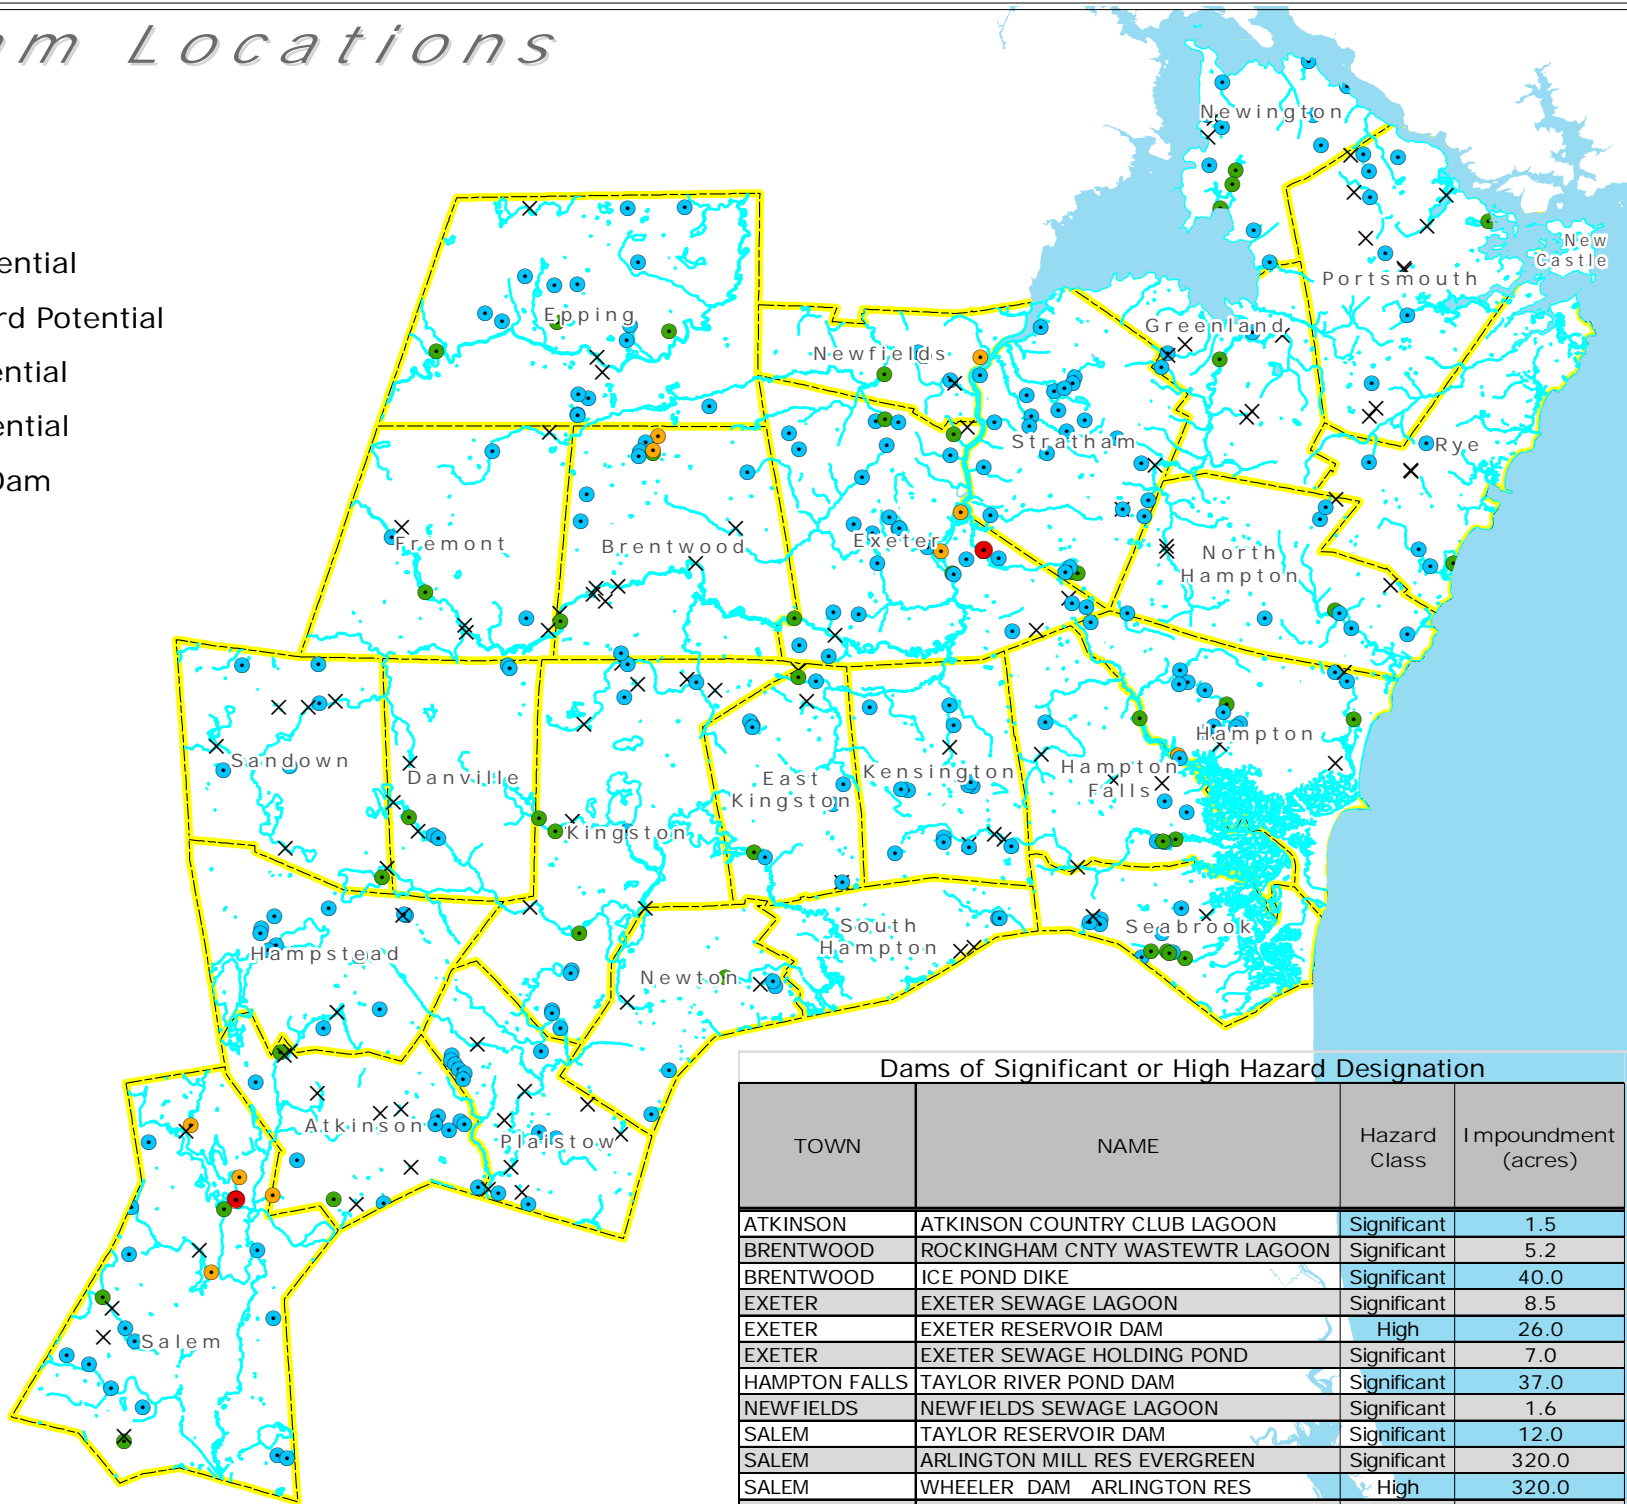 am Locations
ential
rd Potential
ential
ential
Dam
Newington
New
Castle
Portsmouth
Epping
Greenland
Newfields
Stratham
Rye
Fremont
Brentwood
Exeter
North
Hampton
Sandown
Danville
East
Kingston
Kensington
Hampton
Falls
Hampton
Kingston
Hampstead
South
Hampton
Seabrook
Newton
Atkinson
Plaistow
Salem
Dams of Significant or High Hazard Designation
TOWN NAME Hazard Class Impoundment (acres)
ATKINSON ATKINSON COUNTRY CLUB LAGOON Significant 1.5
BRENTWOOD ROCKINGHAM CNTY WASTEWTR LAGOON Significant 5.2
BRENTWOOD ICE POND DIKE Significant 40.0
EXETER EXETER SEWAGE LAGOON Significant 8.5
EXETER EXETER RESERVOIR DAM High 26.0
EXETER EXETER SEWAGE HOLDING POND Significant 7.0
HAMPTON FALLS TAYLOR RIVER POND DAM Significant 37.0
NEWFIELDS NEWFIELDS SEWAGE LAGOON Significant 1.6
SALEM TAYLOR RESERVOIR DAM Significant 12.0
SALEM ARLINGTON MILL RES EVERGREEN Significant 320.0
SALEM WHEELER DAM ARLINGTON RES High 320.0